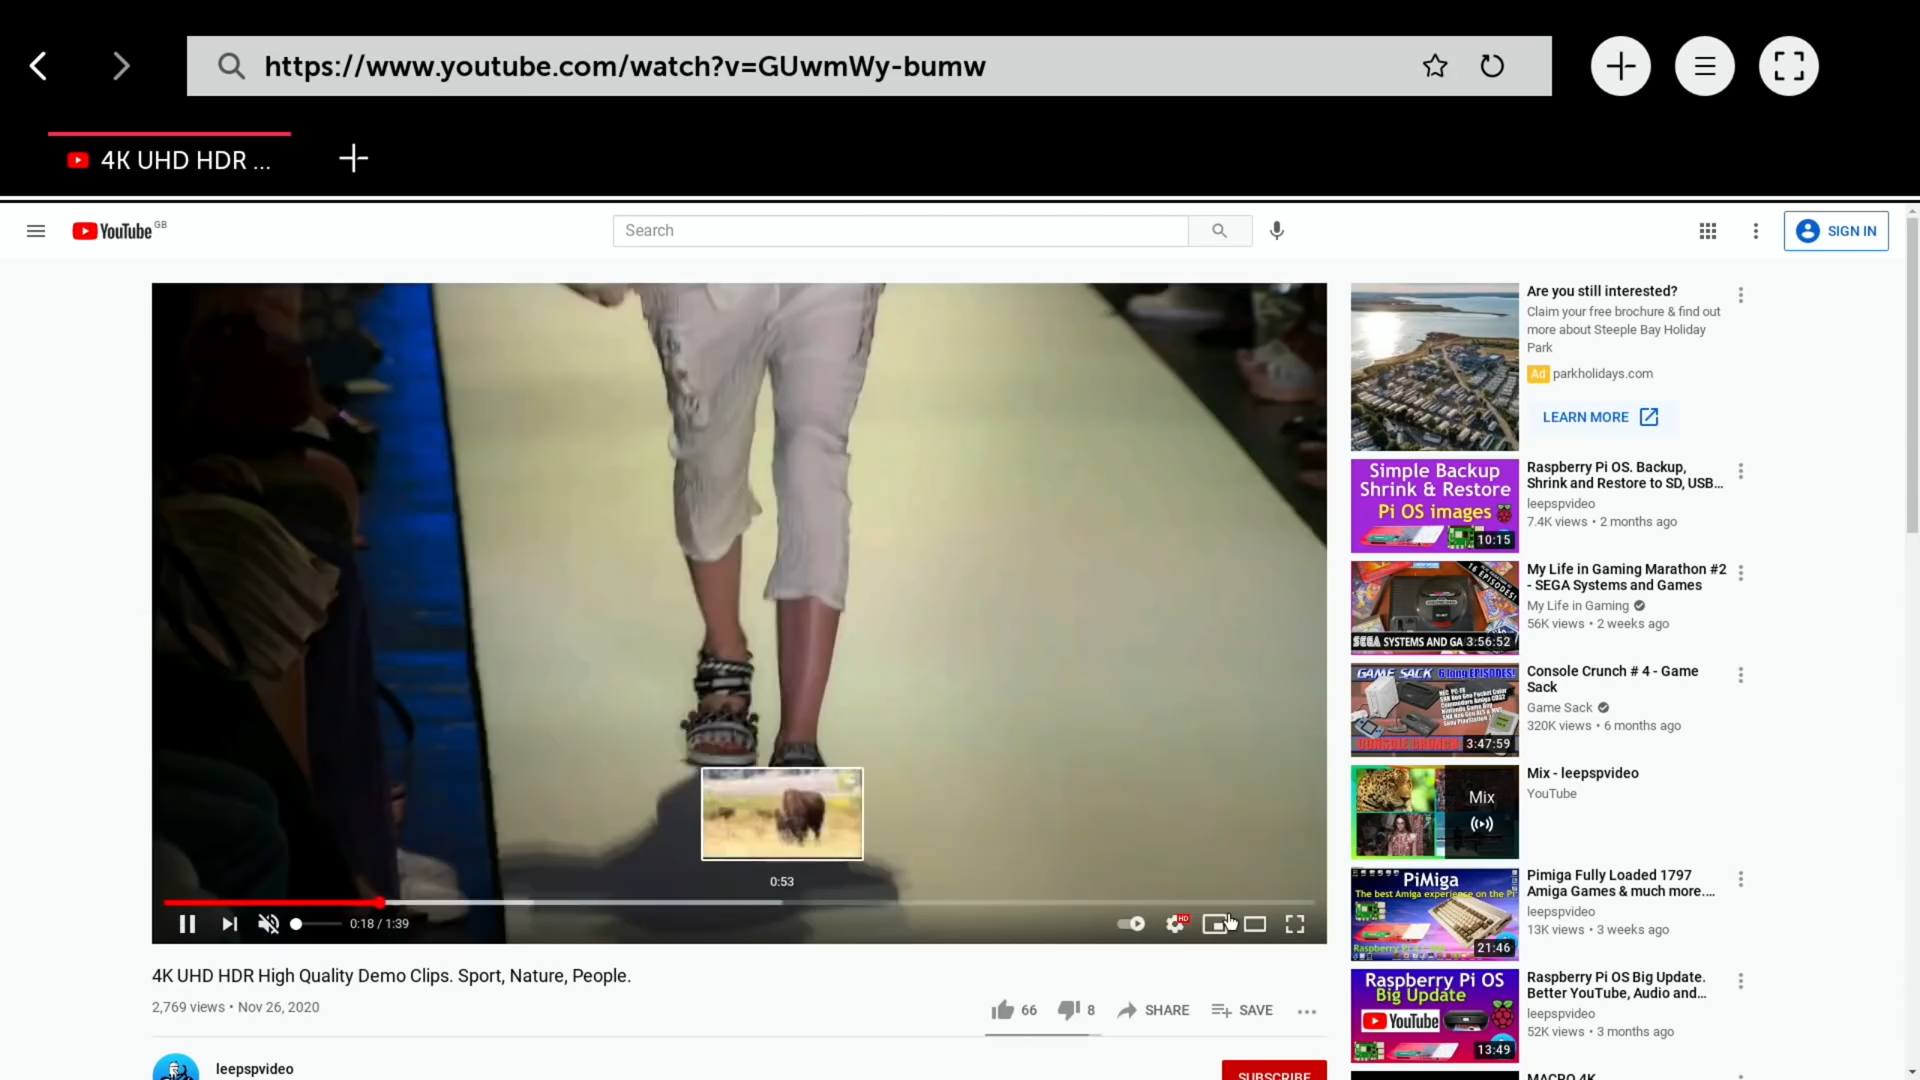 https://www.youtube.com/watch?v=GUwmWy-bumw
4K UHD HDR ...
YouTube GB
Search
SIGN IN
Are you still interested?
Claim your free brochure & find out
more about Steeple Bay Holiday
Park
Ad parkholidays.com
LEARN MORE
Simple Backup
Shrink & Restore
Pi OS images
10:15
Raspberry Pi OS. Backup,
Shrink and Restore to SD, USB...
leepspvideo
7.4K views • 2 months ago
16 EPISODES!
SEGA SYSTEMS AND GA
3:56:52
My Life in Gaming Marathon #2
- SEGA Systems and Games
My Life in Gaming
56K views • 2 weeks ago
GAME SACK 6 long EPISODES!
CONSOLE CRUNCH
3:47:59
Console Crunch # 4 - Game
Sack
Game Sack
320K views • 6 months ago
Mix
Mix - leepspvideo
YouTube
PiMiga
The best Amiga experience on the Pi
Raspberry
21:46
Pimiga Fully Loaded 1797
Amiga Games & much more....
leepspvideo
13K views • 3 weeks ago
Raspberry Pi OS
Big Update
YouTube
13:49
Raspberry Pi OS Big Update.
Better YouTube, Audio and...
leepspvideo
52K views • 3 months ago
MACRO 4K
0:53
0:18 / 1:39
HD
4K UHD HDR High Quality Demo Clips. Sport, Nature, People.
2,769 views • Nov 26, 2020
66
8
SHARE
SAVE
leepspvideo
SUBSCRIBE